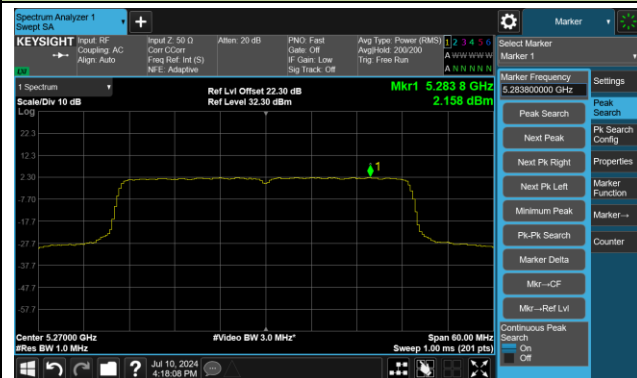 Spectrum Analyzer 1
Swept SA
+
Marker
KEYSIGHT
Input: RF
Coupling: AC
Align: Auto
Input Z: 50 Ω
Corr CCorr
Freq Ref: Int (S)
NFE: Adaptive
Atten: 20 dB
PNO: Fast
Gate: Off
IF Gain: Low
Sig Track: Off
Avg Type: Power (RMS)
Avg|Hold: 200/200
Trig: Free Run
1 2 3 4 5 6
A W W W W W
A N N N N N
Select Marker
Marker 1
LXI
1 Spectrum
Scale/Div 10 dB
Log
Ref Lvl Offset 22.30 dB
Ref Level 32.30 dBm
Mkr1 5.283 8 GHz
2.158 dBm
22.3
12.3
2.30
-7.70
-17.7
-27.7
-37.7
-47.7
-57.7
1
Center 5.27000 GHz
#Res BW 1.0 MHz
#Video BW 3.0 MHz*
Span 60.00 MHz
Sweep 1.00 ms (201 pts)
Marker Frequency
5.283800000 GHz
Peak Search
Next Peak
Next Pk Right
Next Pk Left
Minimum Peak
Pk-Pk Search
Marker Delta
Mkr→CF
Mkr→Ref Lvl
Continuous Peak
Search
On
Off
Settings
Peak
Search
Pk Search
Config
Properties
Marker
Function
Marker→
Counter
?
Jul 10, 2024
4:18:08 PM